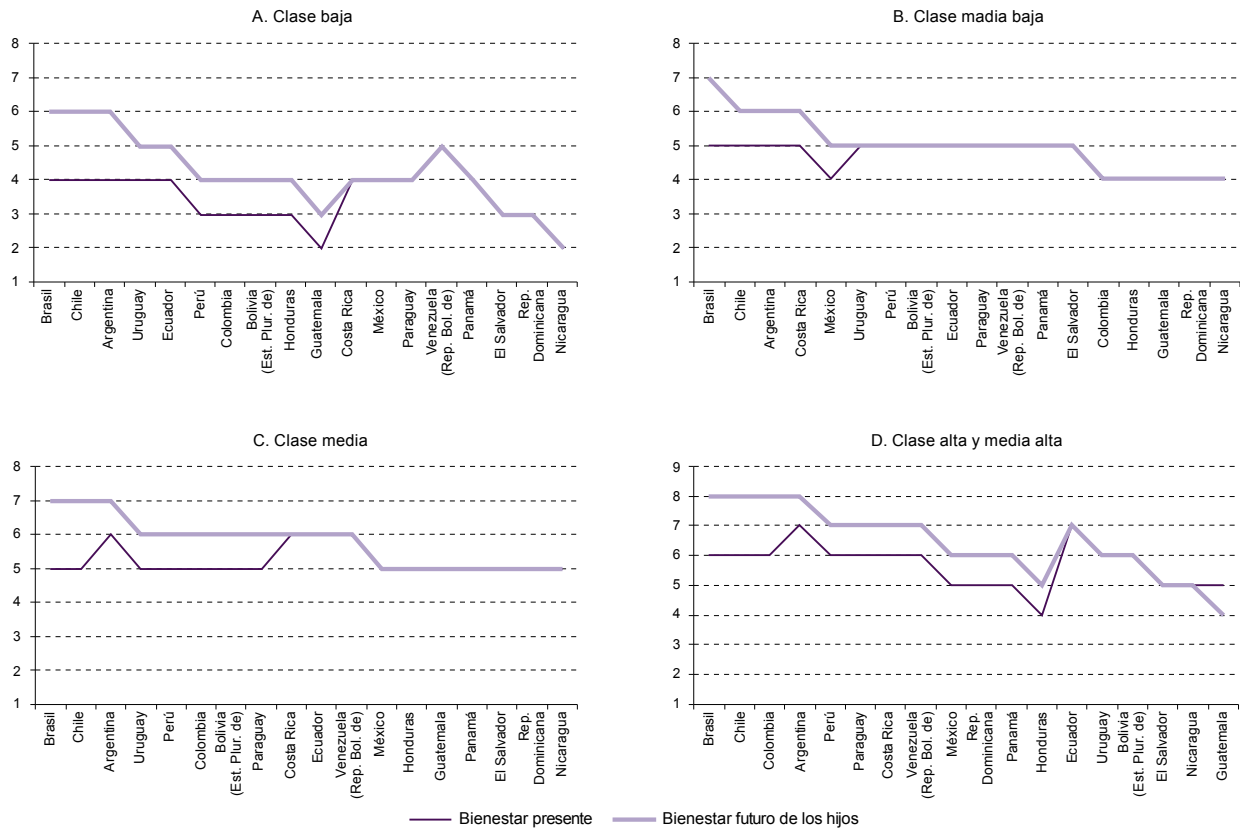 A. Clase baja
8
7
6
5
4
3
2
1
Brasil
Chile
Argentina
Uruguay
Ecuador
Perú
Colombia
Bolivia
(Est. Plur. de)
Honduras
Guatemala
Costa Rica
México
Paraguay
Venezuela
(Rep. Bol. de)
Panamá
El Salvador
Rep.
Dominicana
Nicaragua
B. Clase madia baja
8
7
6
5
4
3
2
1
Brasil
Chile
Argentina
Costa Rica
México
Uruguay
Perú
Bolivia
(Est. Plur. de)
Ecuador
Paraguay
Venezuela
(Rep. Bol. de)
Panamá
El Salvador
Colombia
Honduras
Guatemala
Rep.
Dominicana
Nicaragua
C. Clase media
8
7
6
5
4
3
2
1
Brasil
Chile
Argentina
Uruguay
Perú
Colombia
Bolivia
(Est. Plur. de)
Paraguay
Costa Rica
Ecuador
Venezuela
(Rep. Bol. de)
México
Honduras
Guatemala
Panamá
El Salvador
Rep.
Dominicana
Nicaragua
D. Clase alta y media alta
9
8
7
6
5
4
3
2
1
Brasil
Chile
Colombia
Argentina
Perú
Paraguay
Costa Rica
Venezuela
(Rep. Bol. de)
México
Rep.
Dominicana
Panamá
Honduras
Ecuador
Uruguay
Bolivia
(Est. Plur. de)
El Salvador
Nicaragua
Guatemala
Bienestar presente
Bienestar futuro de los hijos